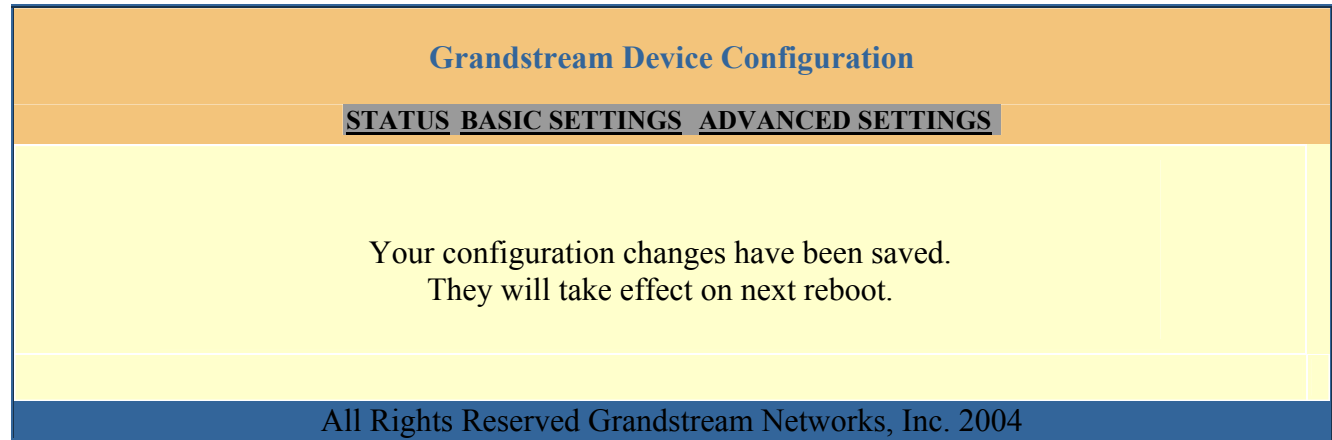 Grandstream Device Configuration
STATUS BASIC SETTINGS ADVANCED SETTINGS
Your configuration changes have been saved.
They will take effect on next reboot.
All Rights Reserved Grandstream Networks, Inc. 2004